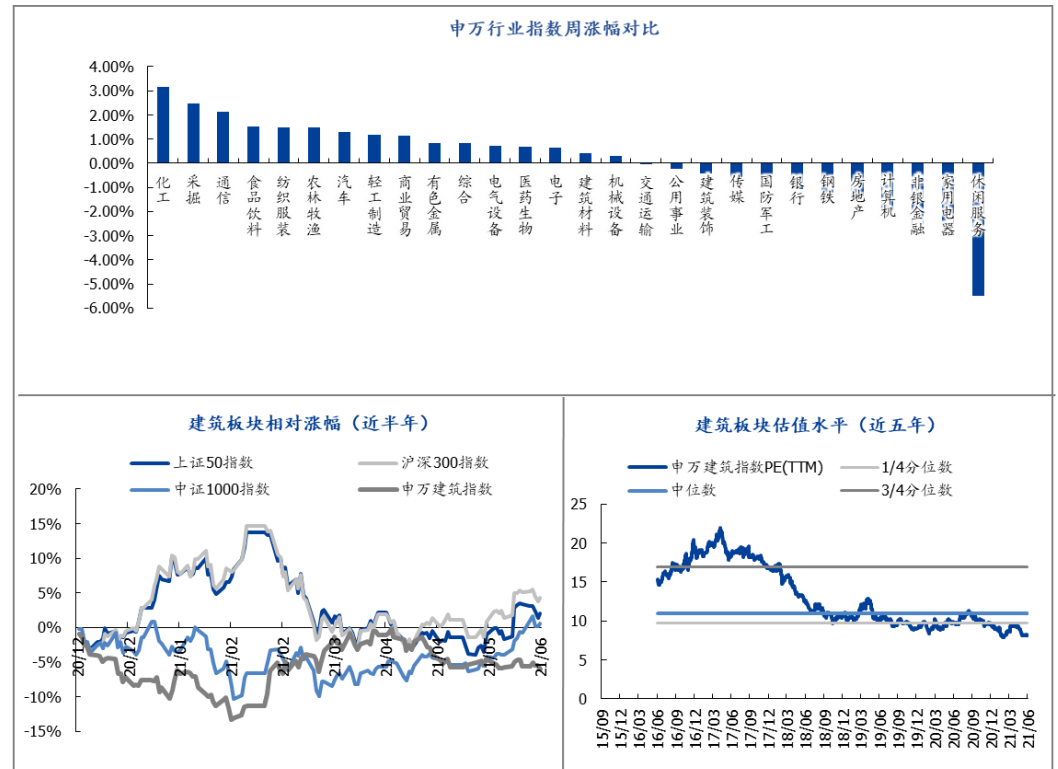 申万行业指数周涨幅对比
4.00%
3.00%
2.00%
1.00%
0.00%
-1.00%
-2.00%
-3.00%
-4.00%
-5.00%
-6.00%
化工
采掘
通信
食品饮料
纺织服装
农林牧渔
汽车
轻工制造
商业贸易
有色金属
综合
电气设备
医药生物
电子
建筑材料
机械设备
交通运输
公用事业
建筑装饰
传媒
国防军工
银行
钢铁
房地产
计算机
非银金融
家用电器
休闲服务
建筑板块相对涨幅（近半年）
上证50指数
沪深300指数
中证1000指数
申万建筑指数
20%
15%
10%
5%
0%
-5%
-10%
-15%
20/12
20/12
21/01
21/01
21/02
21/02
21/03
21/04
21/04
21/05
21/06
建筑板块估值水平（近五年）
申万建筑指数PE(TTM)
1/4分位数
中位数
3/4分位数
25
20
15
10
5
0
15/09
15/12
16/03
16/06
16/09
16/12
17/03
17/06
17/09
17/12
18/03
18/06
18/09
18/12
19/03
19/06
19/09
19/12
20/03
20/06
20/09
20/12
21/03
21/06